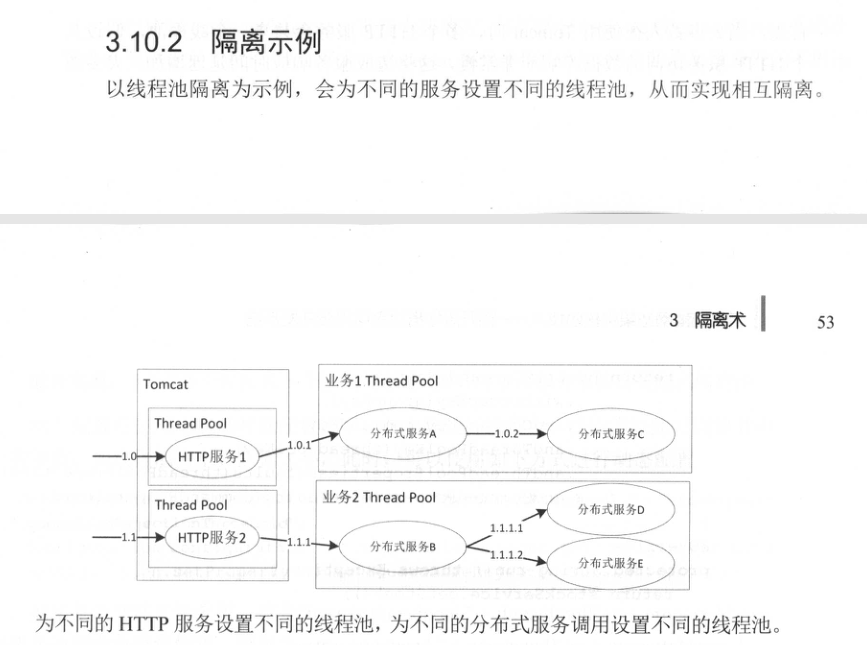 3.10.2 隔离示例
以线程池隔离为示例，会为不同的服务设置不同的线程池，从而实现相互隔离。
3 隔离术 53
Tomcat
Thread Pool
1.0
HTTP服务1
Thread Pool
1.1
HTTP服务2
1.0.1
业务1 Thread Pool
分布式服务A
1.0.2
分布式服务C
1.1.1
业务2 Thread Pool
分布式服务B
1.1.1.1
分布式服务D
1.1.1.2
分布式服务E
为不同的 HTTP 服务设置不同的线程池，为不同的分布式服务调用设置不同的线程池。